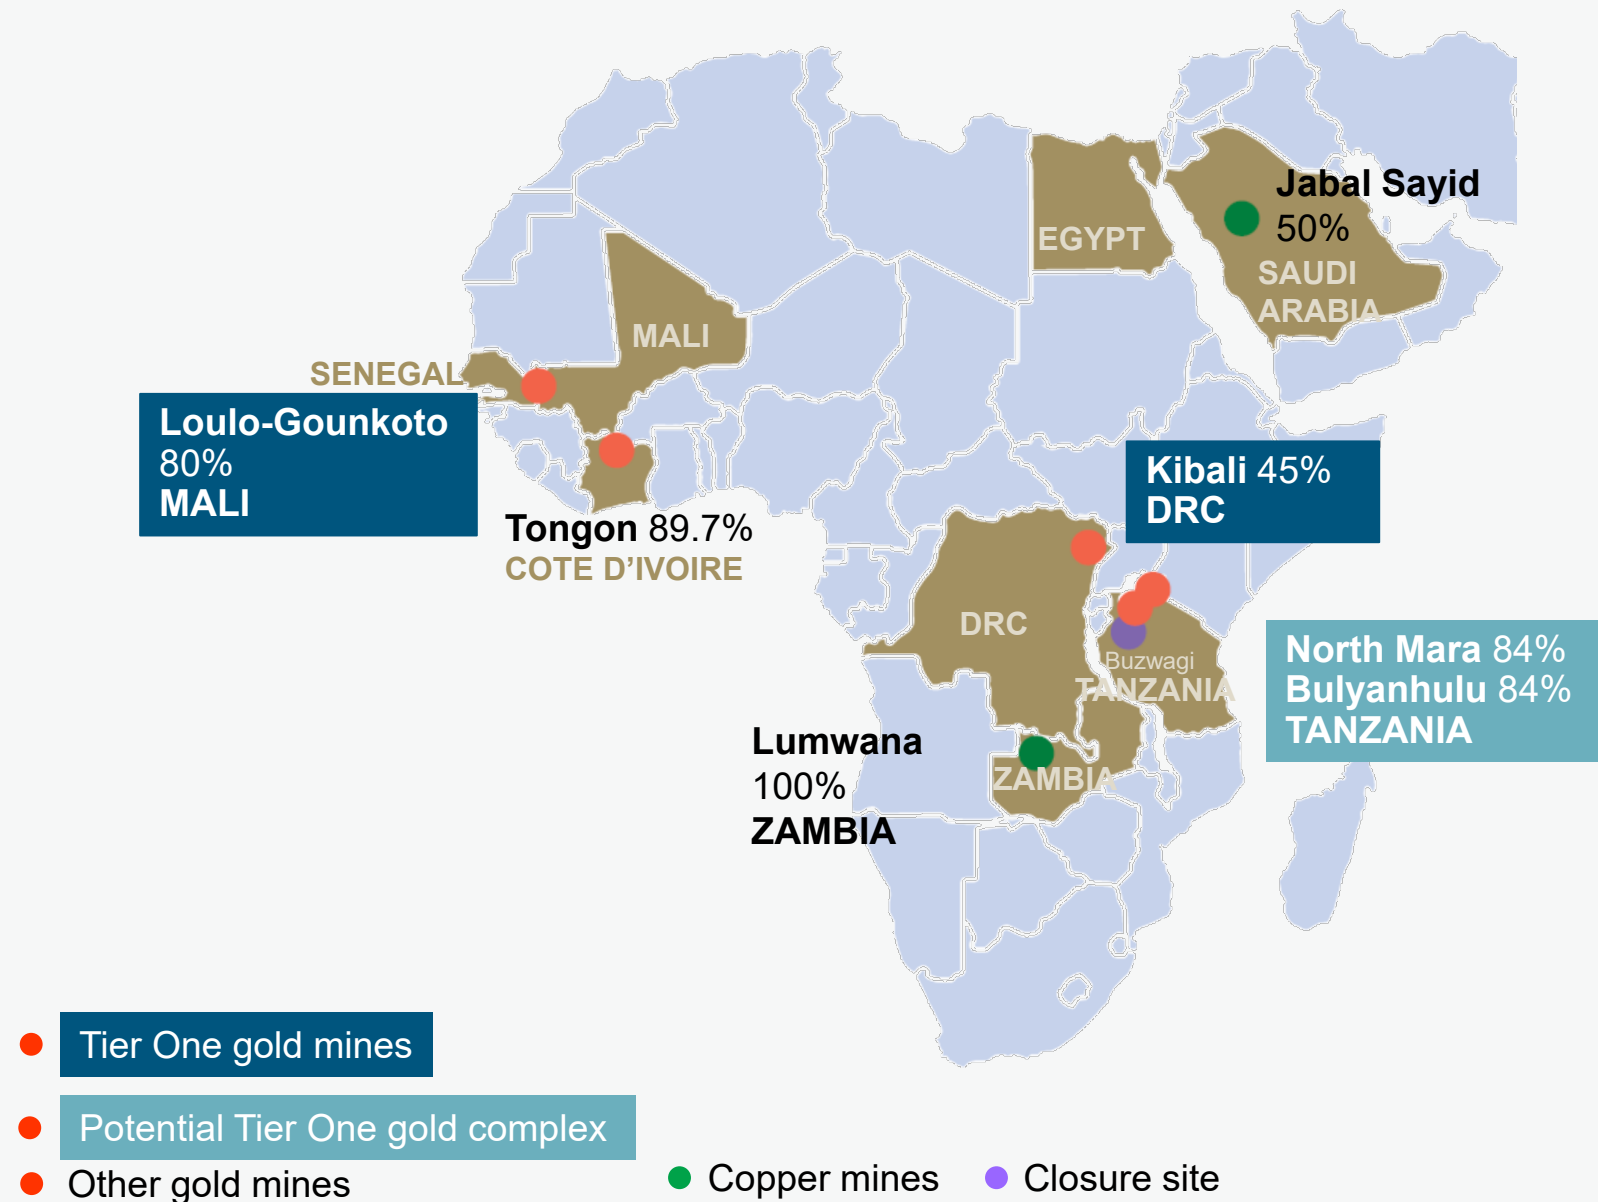 Jabal Sayid
50%
EGYPT
SAUDI
ARABIA
MALI
SENEGAL
Loulo-Gounkoto
80%
MALI
Kibali 45%
DRC
Tongon 89.7%
COTE D’IVOIRE
DRC
Buzwagi
TANZANIA
North Mara 84%
Bulyanhulu 84%
TANZANIA
Lumwana
100%
ZAMBIA
ZAMBIA
Tier One gold mines
Potential Tier One gold complex
Other gold mines
Copper mines
Closure site